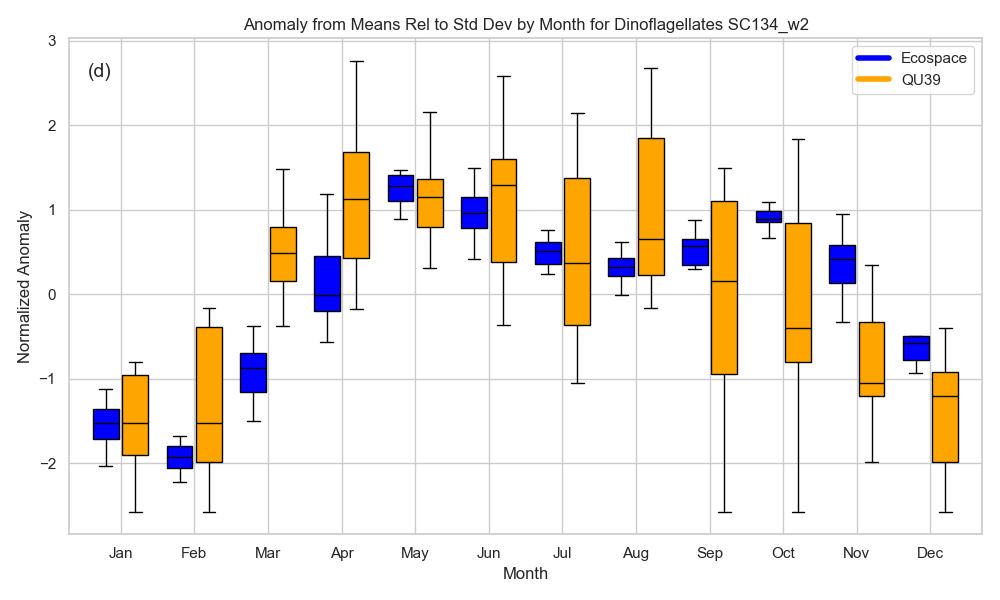 Anomaly from Means Rel to Std Dev by Month for Dinoflagellates SC134_w2
(d)
Ecospace
QU39
Normalized Anomaly
3
2
1
0
−1
−2
Jan Feb Mar Apr May Jun Jul Aug Sep Oct Nov Dec
Month